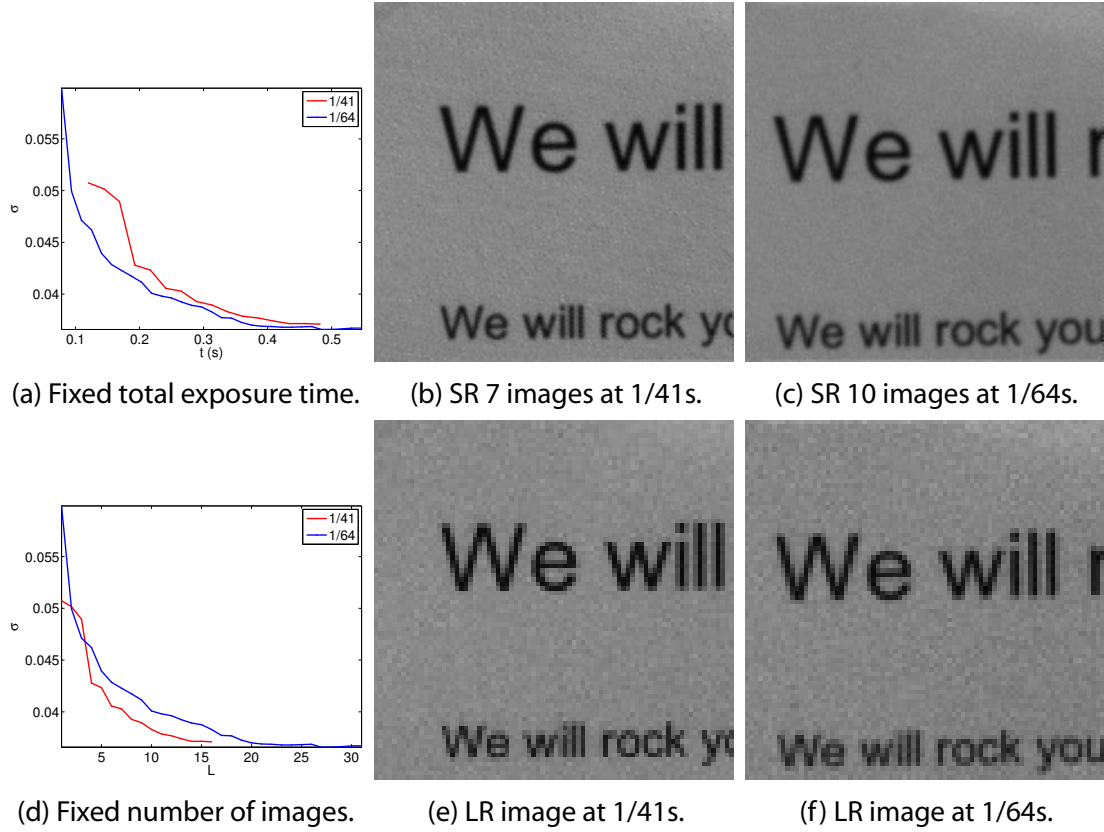 1/41
1/64
0.055
0.05
0.045
0.04
σ
0.1 0.2 0.3 0.4 0.5
t (s)
We will
We will rock yo
We will r
We will rock you
(a) Fixed total exposure time.
(b) SR 7 images at 1/41s.
(c) SR 10 images at 1/64s.
1/41
1/64
0.055
0.05
0.045
0.04
σ
5 10 15 20 25 30
L
We will
We will rock yo
We will r
We will rock you
(d) Fixed number of images.
(e) LR image at 1/41s.
(f) LR image at 1/64s.